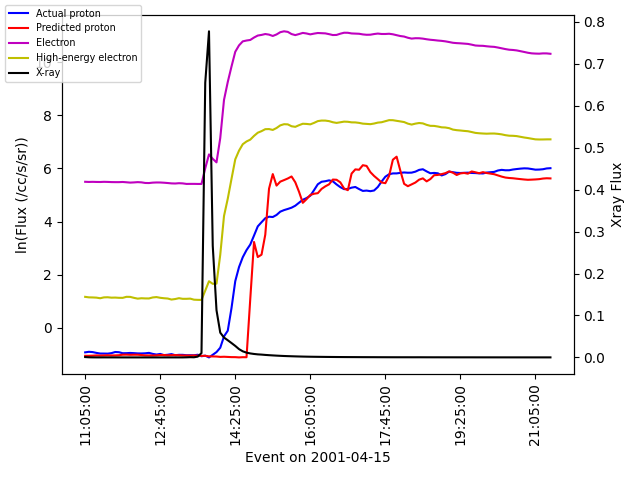 Actual proton
Predicted proton
Electron
High-energy electron
X-ray
ln(Flux (/cc/s/sr))
10
8
6
4
2
0
0.8
0.7
0.6
0.5
0.4
0.3
0.2
0.1
0.0
Xray Flux
11:05:00
12:45:00
14:25:00
16:05:00
17:45:00
19:25:00
21:05:00
Event on 2001-04-15